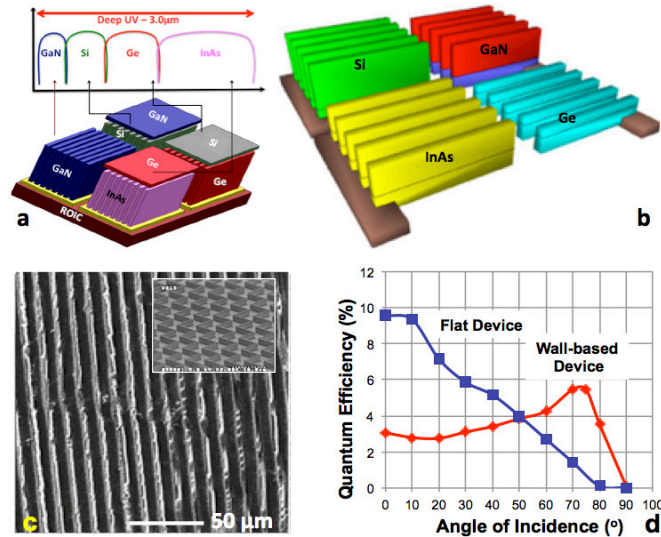 Deep UV – 3.0µm
GaN
Si
Ge
InAs
GaN
Si
Si
GaN
Ge
Ge
InAs
ROIC
a
Si
GaN
Ge
InAs
b
50 µm
c
Quantum Efficiency (%)
12
10
8
6
4
2
0
Flat Device
Wall-based
Device
0 10 20 30 40 50 60 70 80 90 100
Angle of Incidence (°)
d